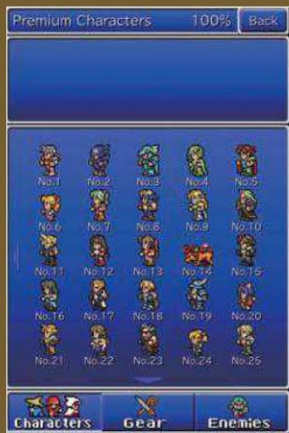 Premium Characters 100% Back
No.1 No.2 No.3 No.4 No.5
No.6 No.7 No.8 No.9 No.10
No.11 No.12 No.13 No.14 No.15
No.16 No.17 No.18 No.19 No.20
No.21 No.22 No.23 No.24 No.25
Characters Gear Enemies